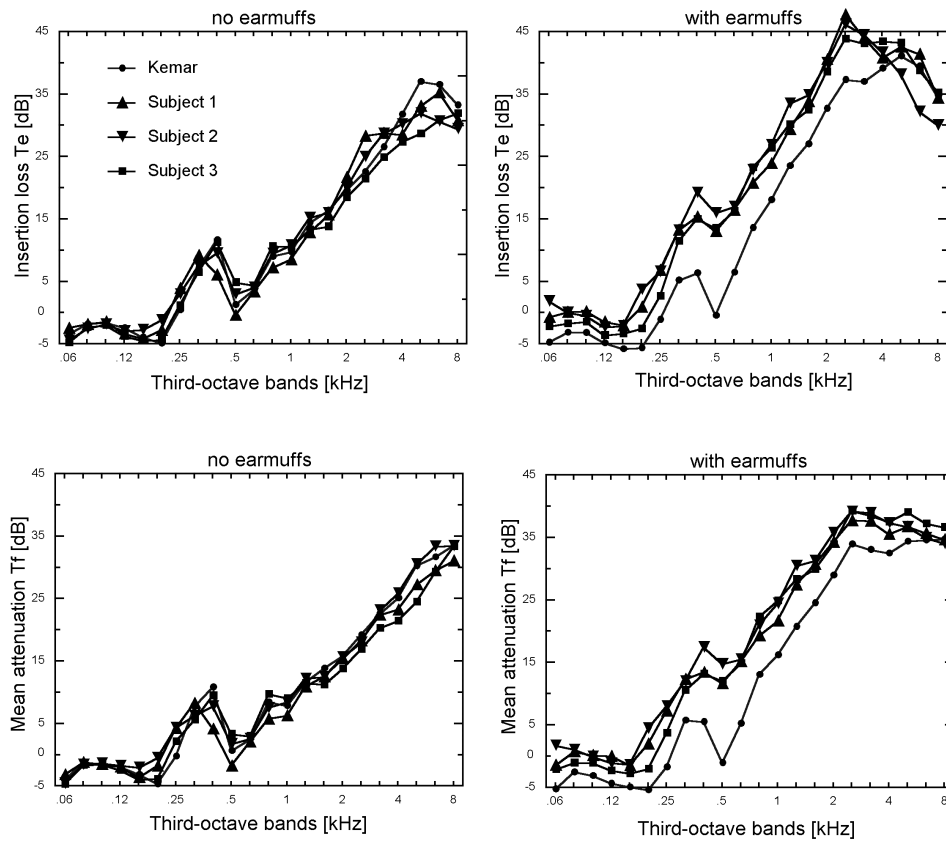 no earmuffs
45
35
25
15
5
0
-5
Insertion loss Te [dB]
Kemar
Subject 1
Subject 2
Subject 3
.06 .12 .25 .5 1 2 4 8
Third-octave bands [kHz]
with earmuffs
45
35
25
15
5
0
-5
Insertion loss Te [dB]
.06 .12 .25 .5 1 2 4 8
Third-octave bands [kHz]
no earmuffs
45
35
25
15
5
0
-5
Mean attenuation Tf [dB]
.06 .12 .25 .5 1 2 4 8
Third-octave bands [kHz]
with earmuffs
45
35
25
15
5
0
-5
Mean attenuation Tf [dB]
.06 .12 .25 .5 1 2 4 8
Third-octave bands [kHz]